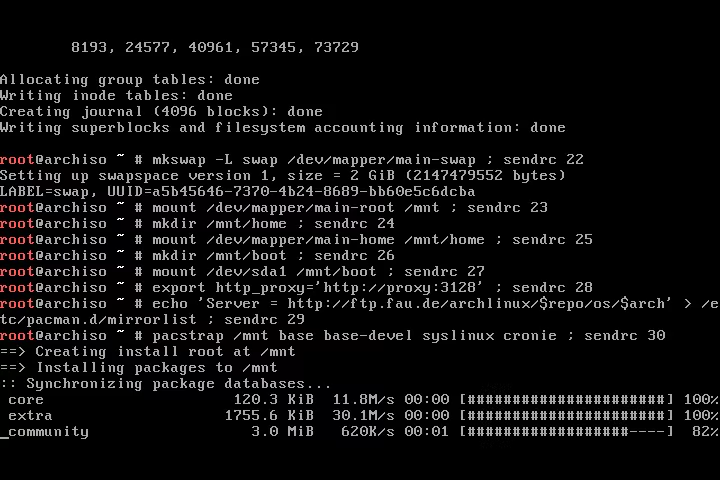 8193, 24577, 40961, 57345, 73729
Allocating group tables: done
Writing inode tables: done
Creating journal (4096 blocks): done
Writing superblocks and filesystem accounting information: done
root@archiso ~ # mkswap -L swap /dev/mapper/main-swap ; sendrc 22
Setting up swapspace version 1, size = 2 GiB (2147479552 bytes)
LABEL=swap, UUID=a5b45646-7370-4b24-8689-bb60e5c6dcba
root@archiso ~ # mount /dev/mapper/main-root /mnt ; sendrc 23
root@archiso ~ # mkdir /mnt/home ; sendrc 24
root@archiso ~ # mount /dev/mapper/main-home /mnt/home ; sendrc 25
root@archiso ~ # mkdir /mnt/boot ; sendrc 26
root@archiso ~ # mount /dev/sda1 /mnt/boot ; sendrc 27
root@archiso ~ # export http_proxy='http://proxy:3128' ; sendrc 28
root@archiso ~ # echo 'Server = http://ftp.fau.de/archlinux/$repo/os/$arch' > /e
tc/pacman.d/mirrorlist ; sendrc 29
root@archiso ~ # pacstrap /mnt base base-devel syslinux cronie ; sendrc 30
==> Creating install root at /mnt
==> Installing packages to /mnt
:: Synchronizing package databases...
core 120.3 KiB 11.8M/s 00:00 [######################] 100%
extra 1755.6 KiB 30.1M/s 00:00 [######################] 100%
_community 3.0 MiB 620K/s 00:01 [##################----] 82%